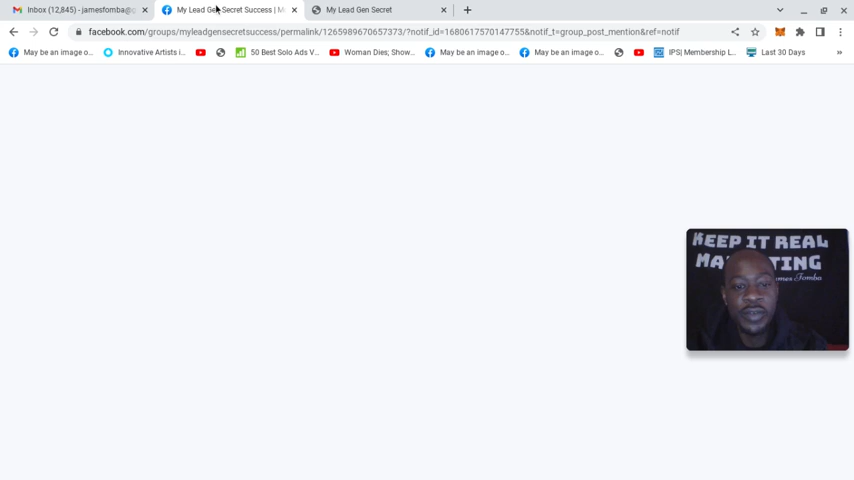 Inbox (12,845) - jamesfomba@g
My Lead Gen Secret Success | M
My Lead Gen Secret
facebook.com/groups/myleadgensecretsuccess/permalink/1265989670657373/?notif_id=1680617570147755&notif_t=group_post_mention&ref=notif
May be an image o...
Innovative Artists i...
50 Best Solo Ads V...
Woman Dies; Show...
May be an image o...
May be an image o...
IPS| Membership L...
Last 30 Days
KEEP IT REAL
MA TING
mes Fomba